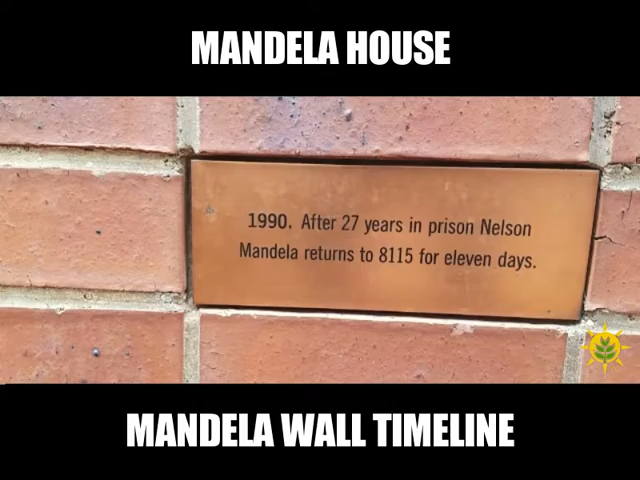 MANDELA HOUSE
1990. After 27 years in prison Nelson
Mandela returns to 8115 for eleven days.
MANDELA WALL TIMELINE